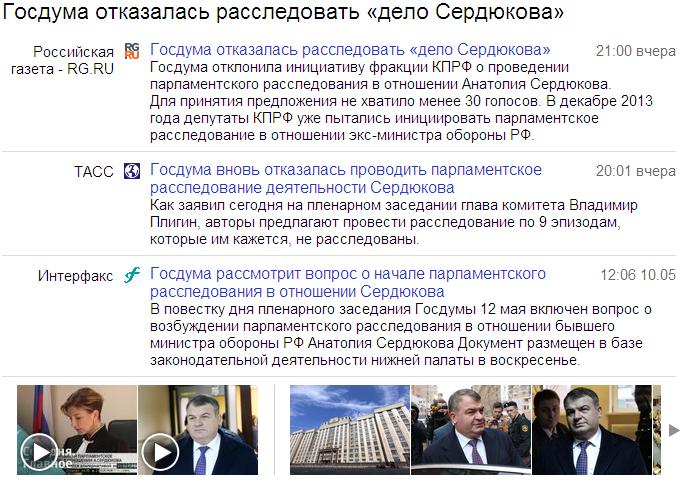 Госдума отказалась расследовать «дело Сердюкова»
Российская газета - RG.RU
RG
RU
Госдума отказалась расследовать «дело Сердюкова»
21:00 вчера
Госдума отклонила инициативу фракции КПРФ о проведении
парламентского расследования в отношении Анатолия Сердюкова.
Для принятия предложения не хватило менее 30 голосов. В декабре 2013
года депутаты КПРФ уже пытались инициировать парламентское
расследование в отношении экс-министра обороны РФ.
ТАСС
Госдума вновь отказалась проводить парламентское
расследование деятельности Сердюкова
20:01 вчера
Как заявил сегодня на пленарном заседании глава комитета Владимир
Плигин, авторы предлагают провести расследование по 9 эпизодам,
которые им кажется, не расследованы.
Интерфакс
Госдума рассмотрит вопрос о начале парламентского
расследования в отношении Сердюкова
12:06 10.05
В повестку дня пленарного заседания Госдумы 12 мая включен вопрос о
возбуждении парламентского расследования в отношении бывшего
министра обороны РФ Анатолия Сердюкова Документ размещен в базе
законодательной деятельности нижней палаты в воскресенье.
главное